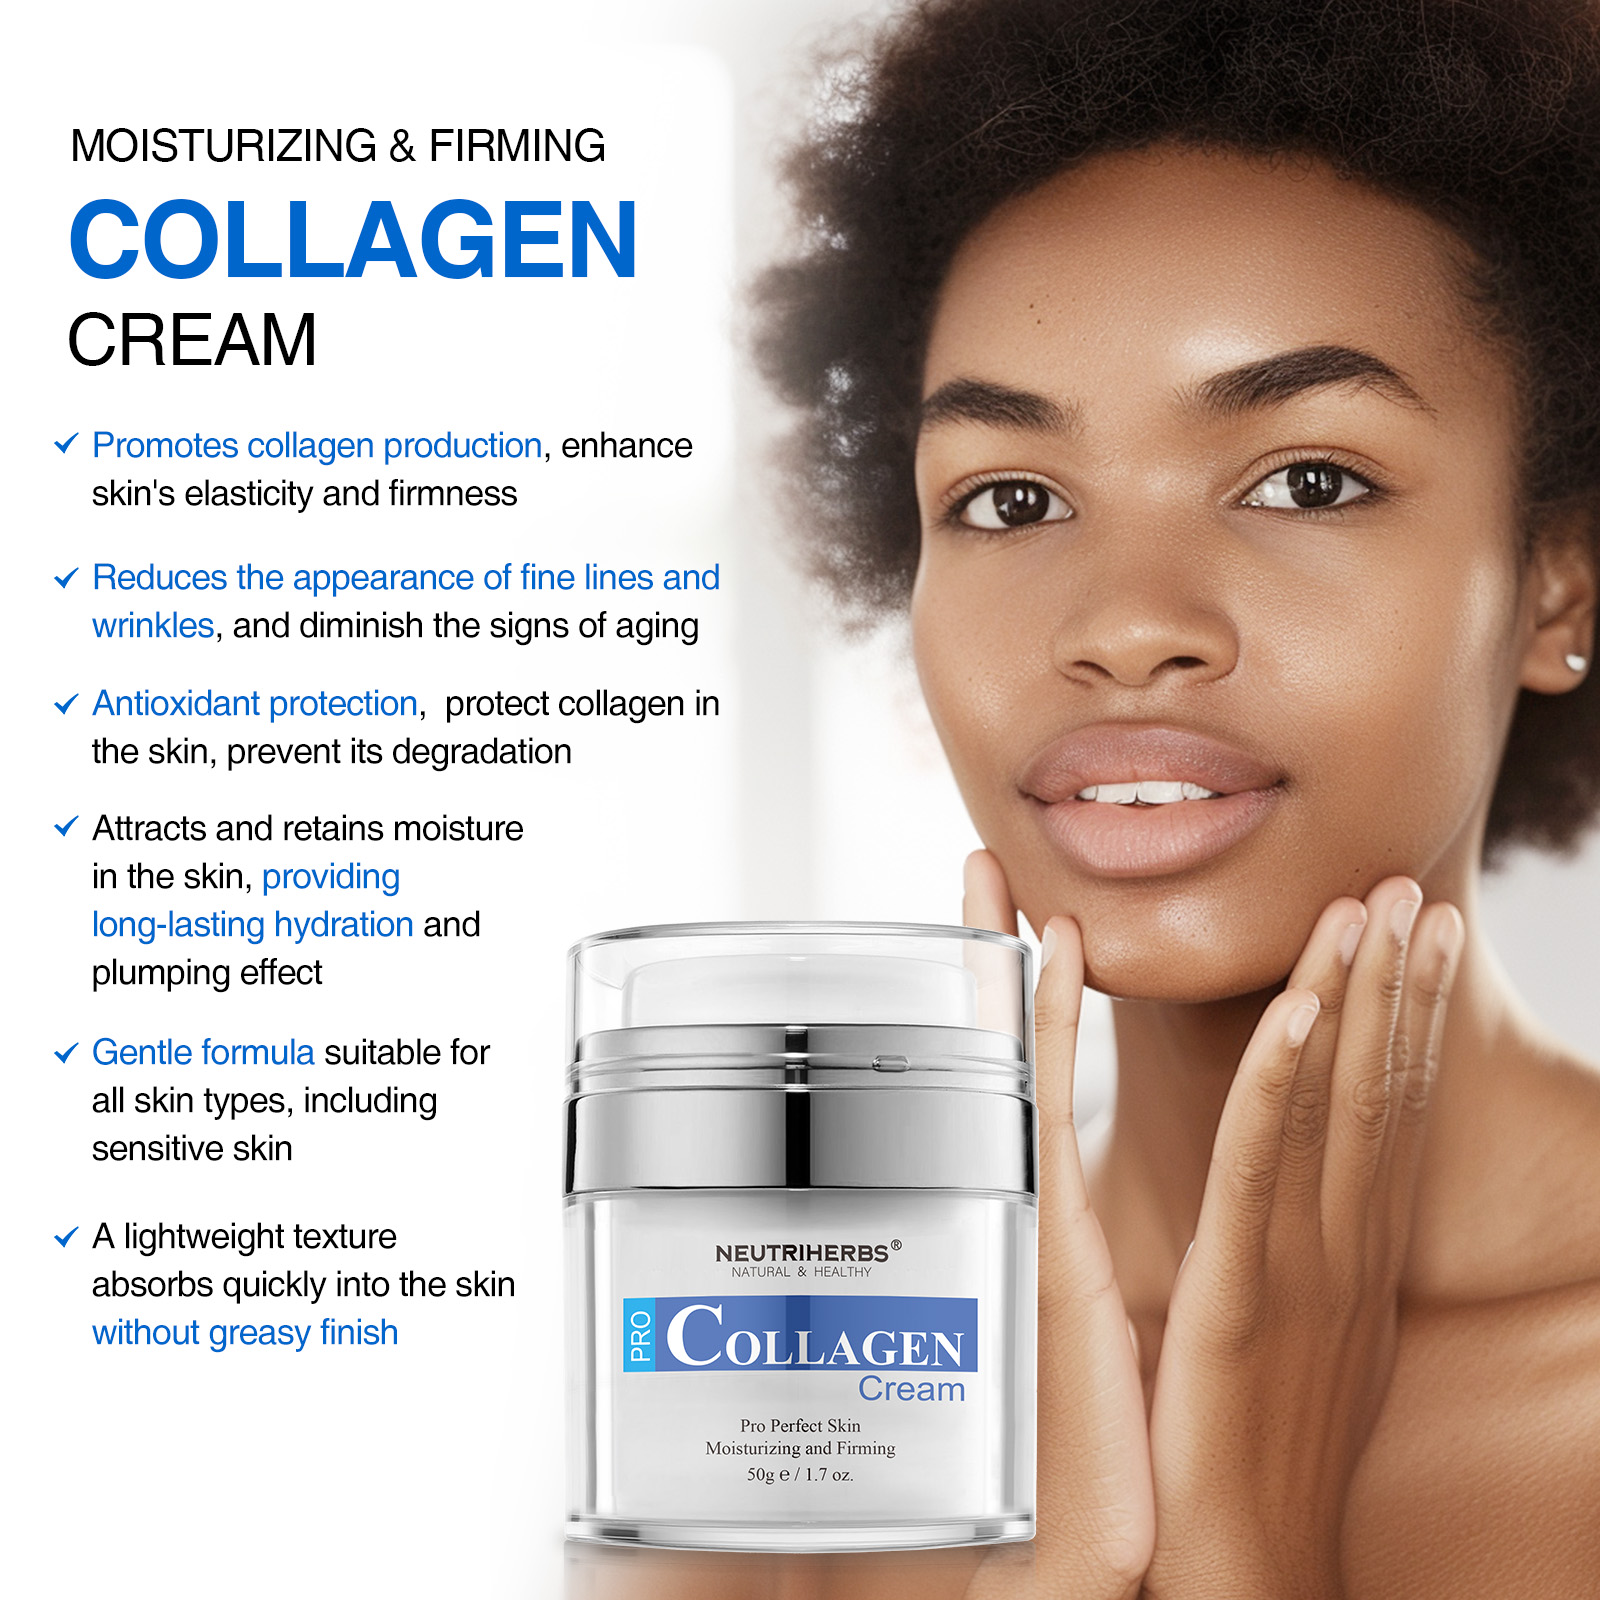 MOISTURIZING & FIRMING
COLLAGEN
CREAM
Promotes collagen production, enhance
skin's elasticity and firmness
Reduces the appearance of fine lines and
wrinkles, and diminish the signs of aging
Antioxidant protection,  protect collagen in
the skin, prevent its degradation
Attracts and retains moisture
in the skin, providing
long-lasting hydration and
plumping effect
Gentle formula suitable for
all skin types, including
sensitive skin
A lightweight texture
absorbs quickly into the skin
without greasy finish
NEUTRIHERBS®
NATURAL & HEALTHY
PRO
COLLAGEN
Cream
Pro Perfect Skin
Moisturizing and Firming
50g ℮ / 1.7 oz.